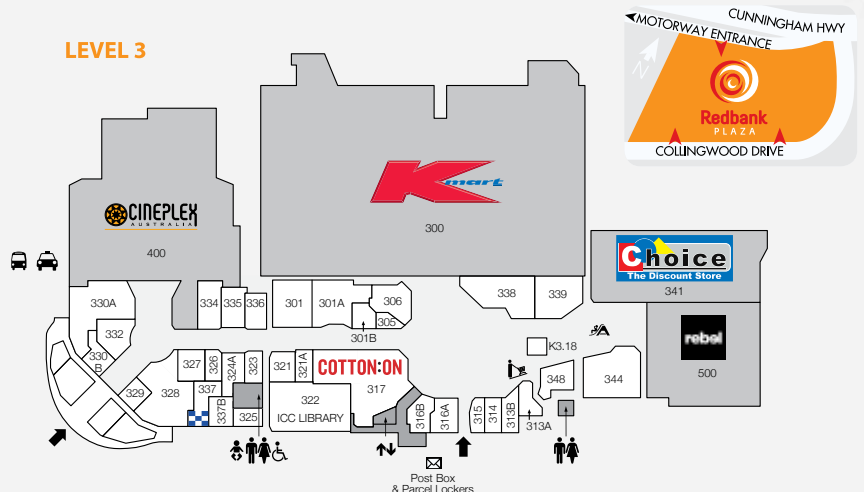 LEVEL 3
CUNNINGHAM HWY
MOTORWAY ENTRANCE
N
Redbank
PLAZA
COLLINGWOOD DRIVE
Kmart
300
CINEPLEX
AUSTRALIA
400
Choice
The Discount Store
341
rebel
500
330A
332
330
B
334
335
336
301
301A
306
305
301B
338
339
K3.18
348
344
329
328
327
326
324A
323
337
337B
325
321
321A
COTTON:ON
317
322
ICC LIBRARY
316B
316A
315
314
313B
313A
Post Box
& Parcel Lockers